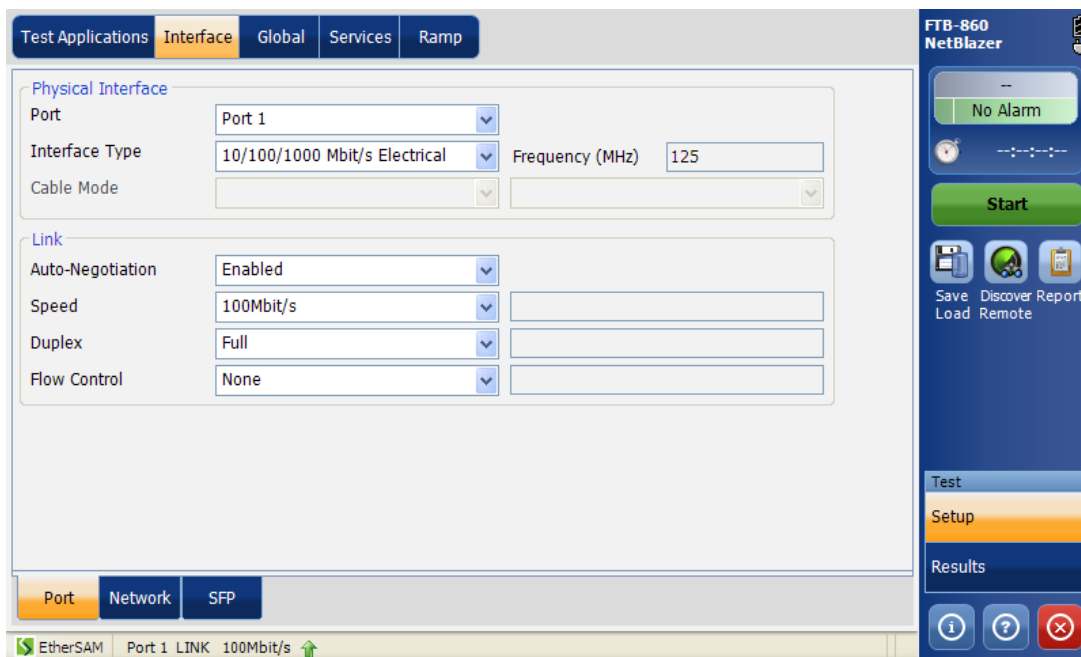 Test Applications Interface Global Services Ramp
Physical Interface
Port Port 1
Interface Type 10/100/1000 Mbit/s Electrical Frequency (MHz) 125
Cable Mode
Link
Auto-Negotiation Enabled
Speed 100Mbit/s
Duplex Full
Flow Control None
Port Network SFP
EtherSAM Port 1 LINK 100Mbit/s
FTB-860
NetBlazer
--
No Alarm
--:--:--:--
Start
Save Discover Report
Load Remote
Test
Setup
Results